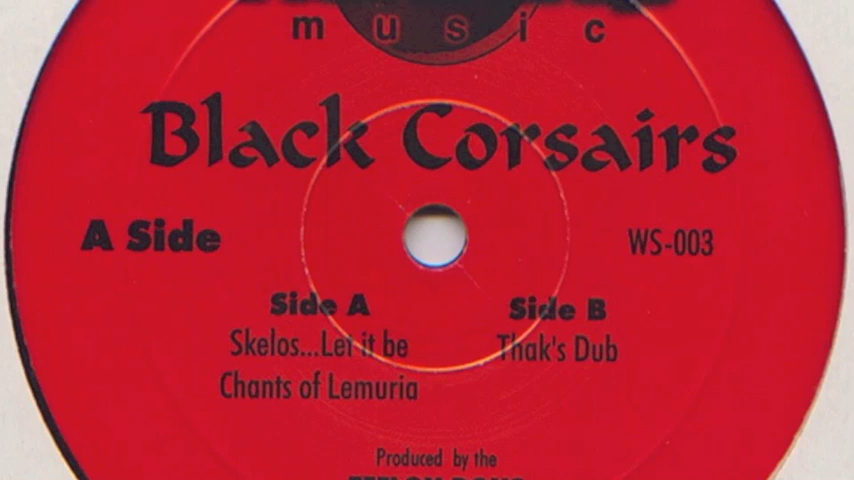 music
Black Corsairs
A Side
WS-003
Side A
Skelos...Let it be
Chants of Lemuria
Side B
Thak's Dub
Produced by the